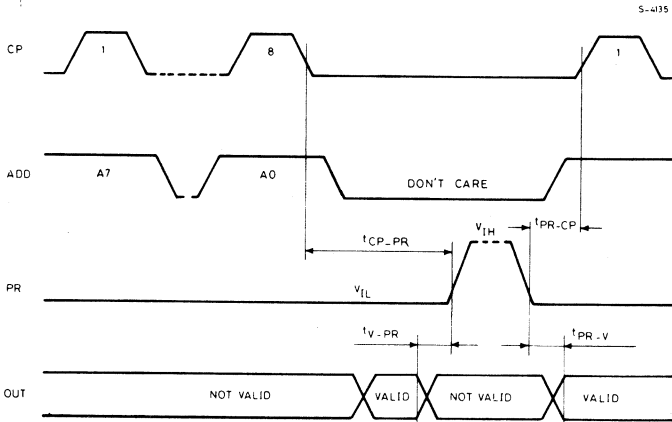 S-4135
CP
1
8
1
ADD
A7
A0
DON'T CARE
VIH
tPR-CP
tCP-PR
PR
VIL
tV-PR
tPR-V
OUT
NOT VALID
VALID
NOT VALID
VALID